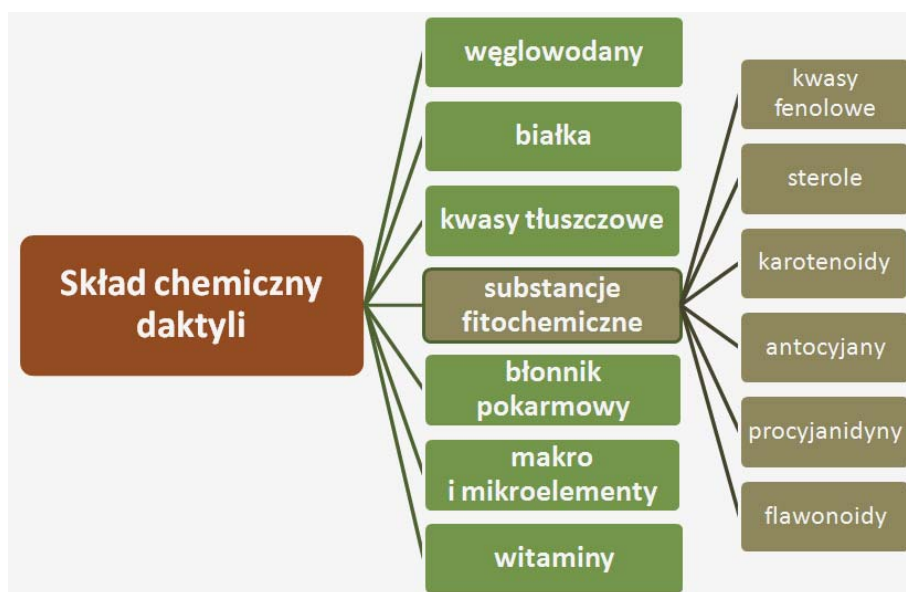 Skład chemiczny
daktyli
węglowodany
białka
kwasy tłuszczowe
substancje
fitochemiczne
błonnik
pokarmowy
makro
i mikroelementy
witaminy
kwasy
fenolowe
sterole
karotenoidy
antocyjany
procyjanidyny
flawonoidy